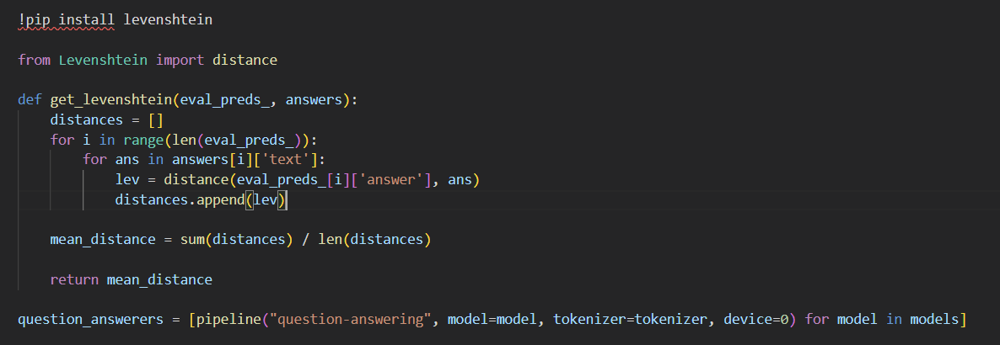 !pip install levenshtein
from Levenshtein import distance
def get_levenshtein(eval_preds_, answers):
    distances = []
    for i in range(len(eval_preds_)):
        for ans in answers[i]['text']:
            lev = distance(eval_preds_[i]['answer'], ans)
            distances.append(lev)
    mean_distance = sum(distances) / len(distances)
    return mean_distance
question_answerers = [pipeline("question-answering", model=model, tokenizer=tokenizer, device=0) for model in models]